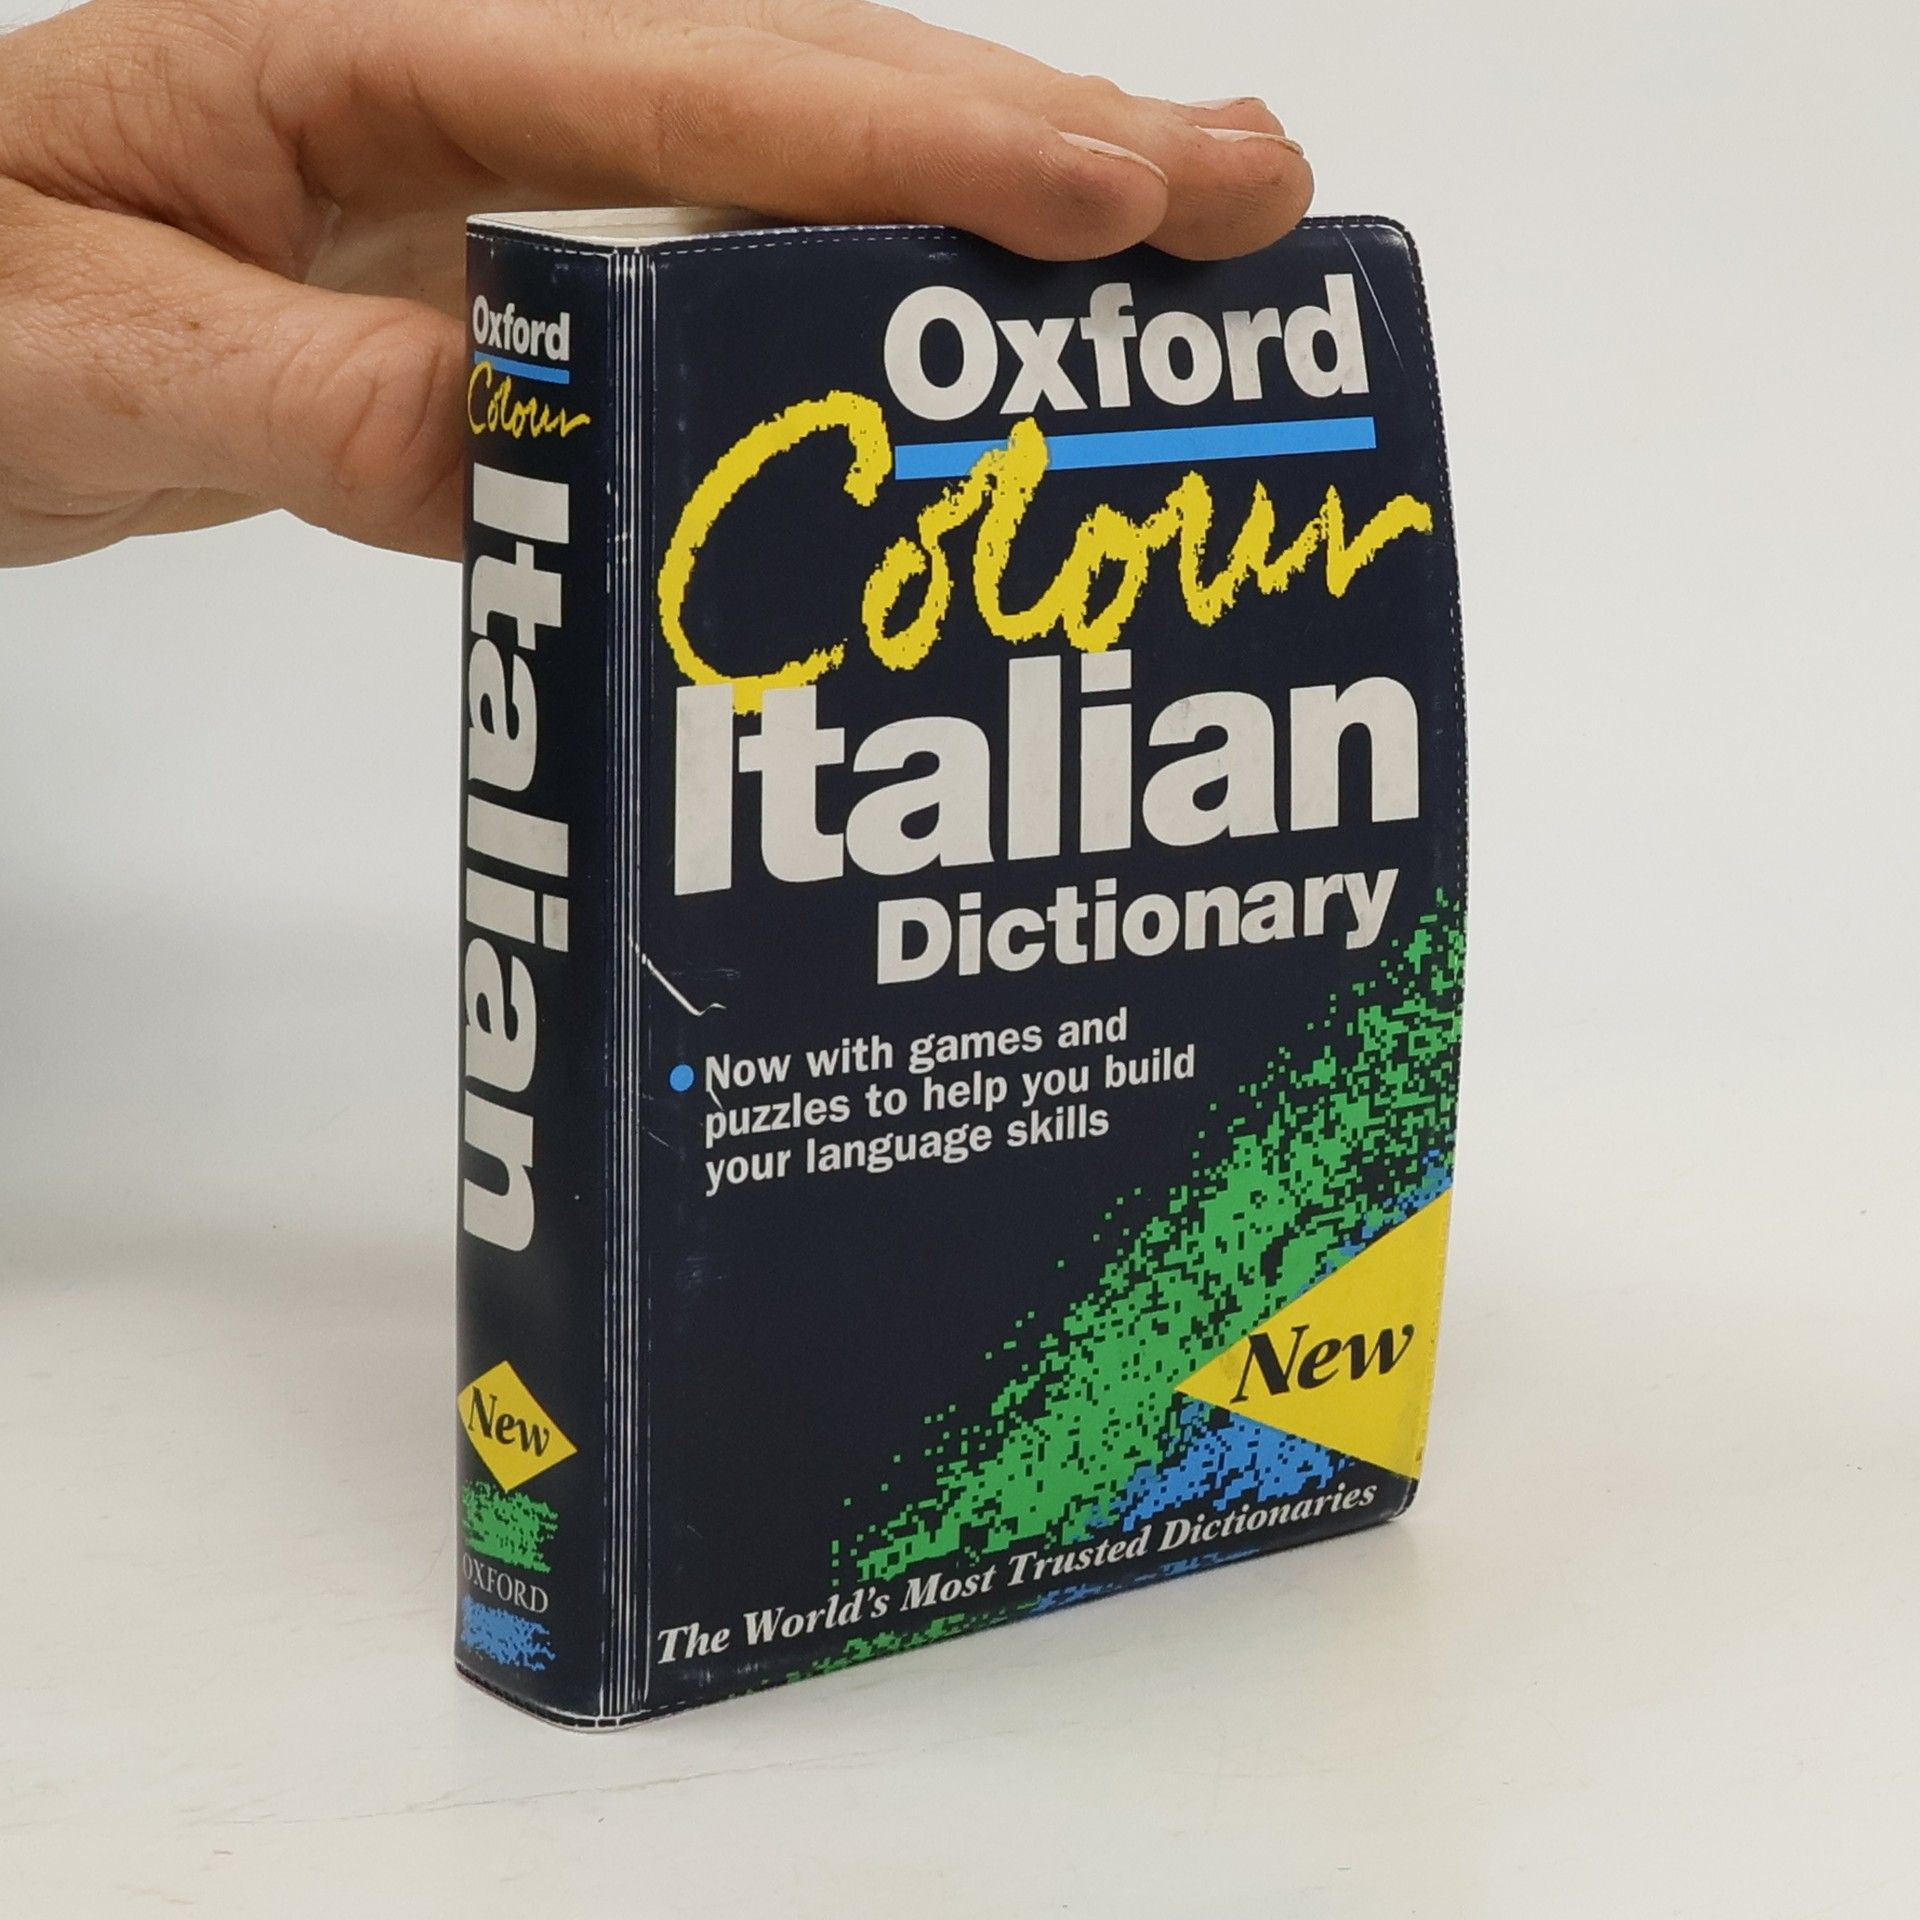 Oxford
Colour
Italian
New
OXFORD
Oxford
Colour
Italian
Dictionary
• Now with games and
puzzles to help you build
your language skills
New
The World's Most Trusted Dictionaries